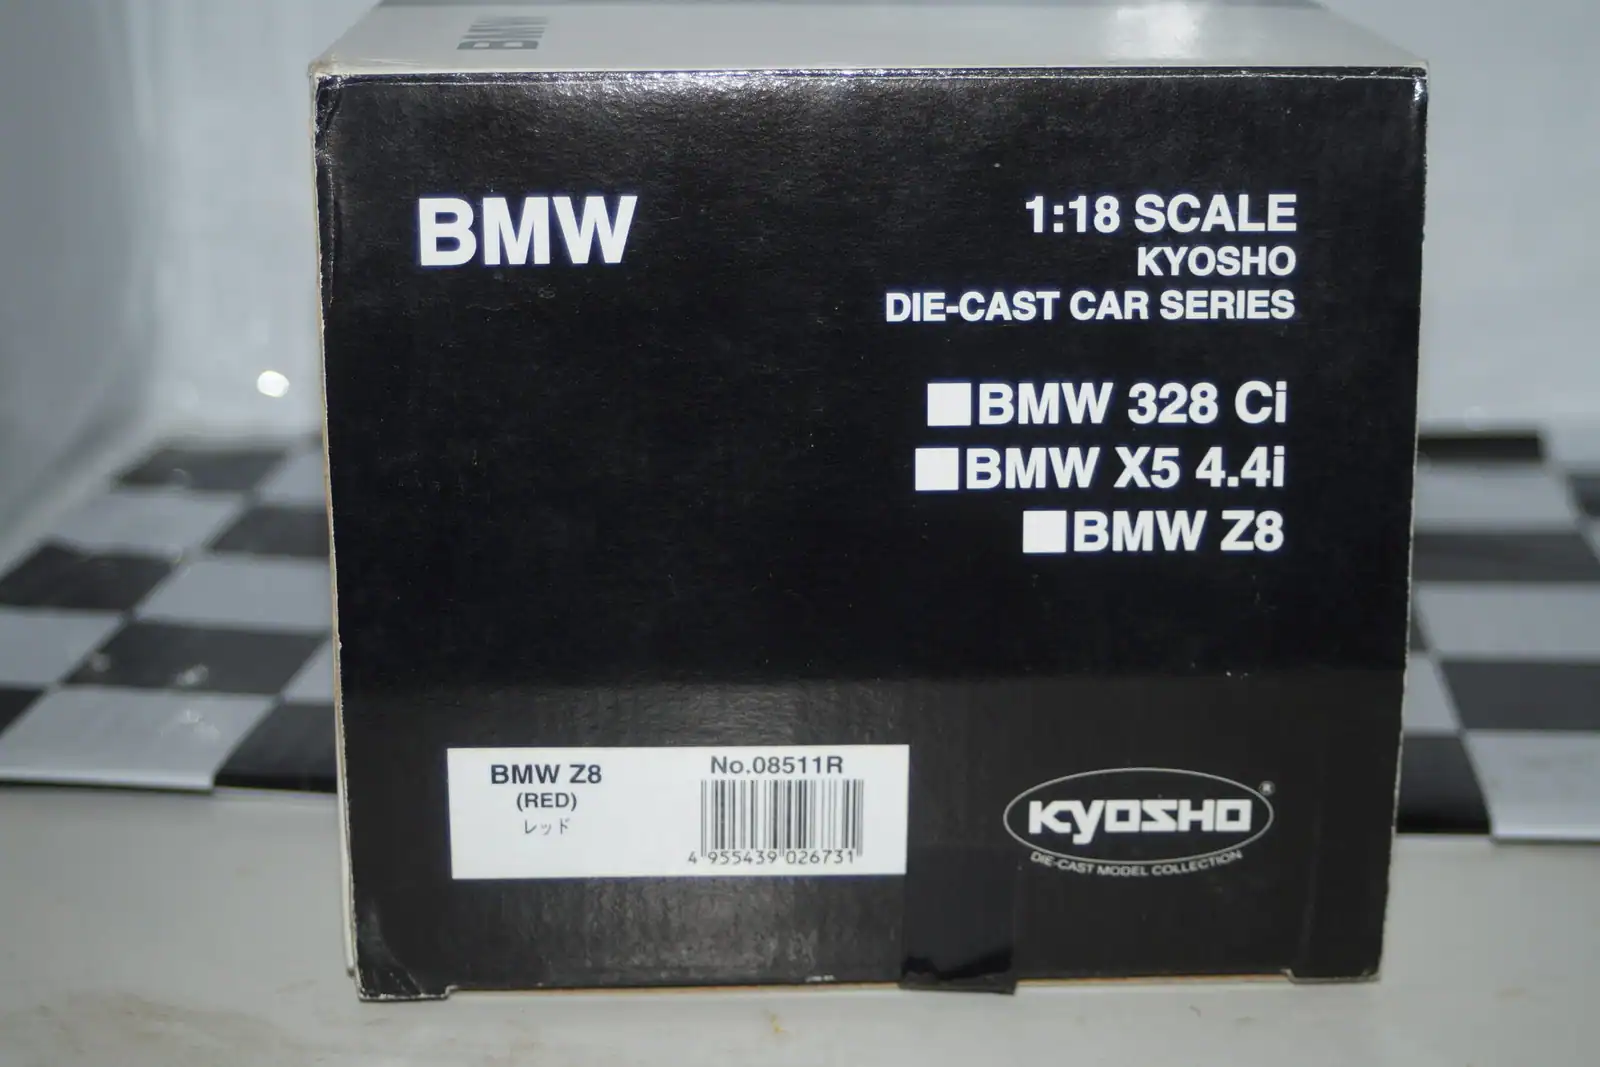 BMW
BMW
1:18 SCALE
KYOSHO
DIE-CAST CAR SERIES
BMW 328 Ci
BMW X5 4.4i
BMW Z8
BMW Z8
(RED)
レッド
No.08511R
4 955439 026731
KYOSHO®
DIE-CAST MODEL COLLECTION